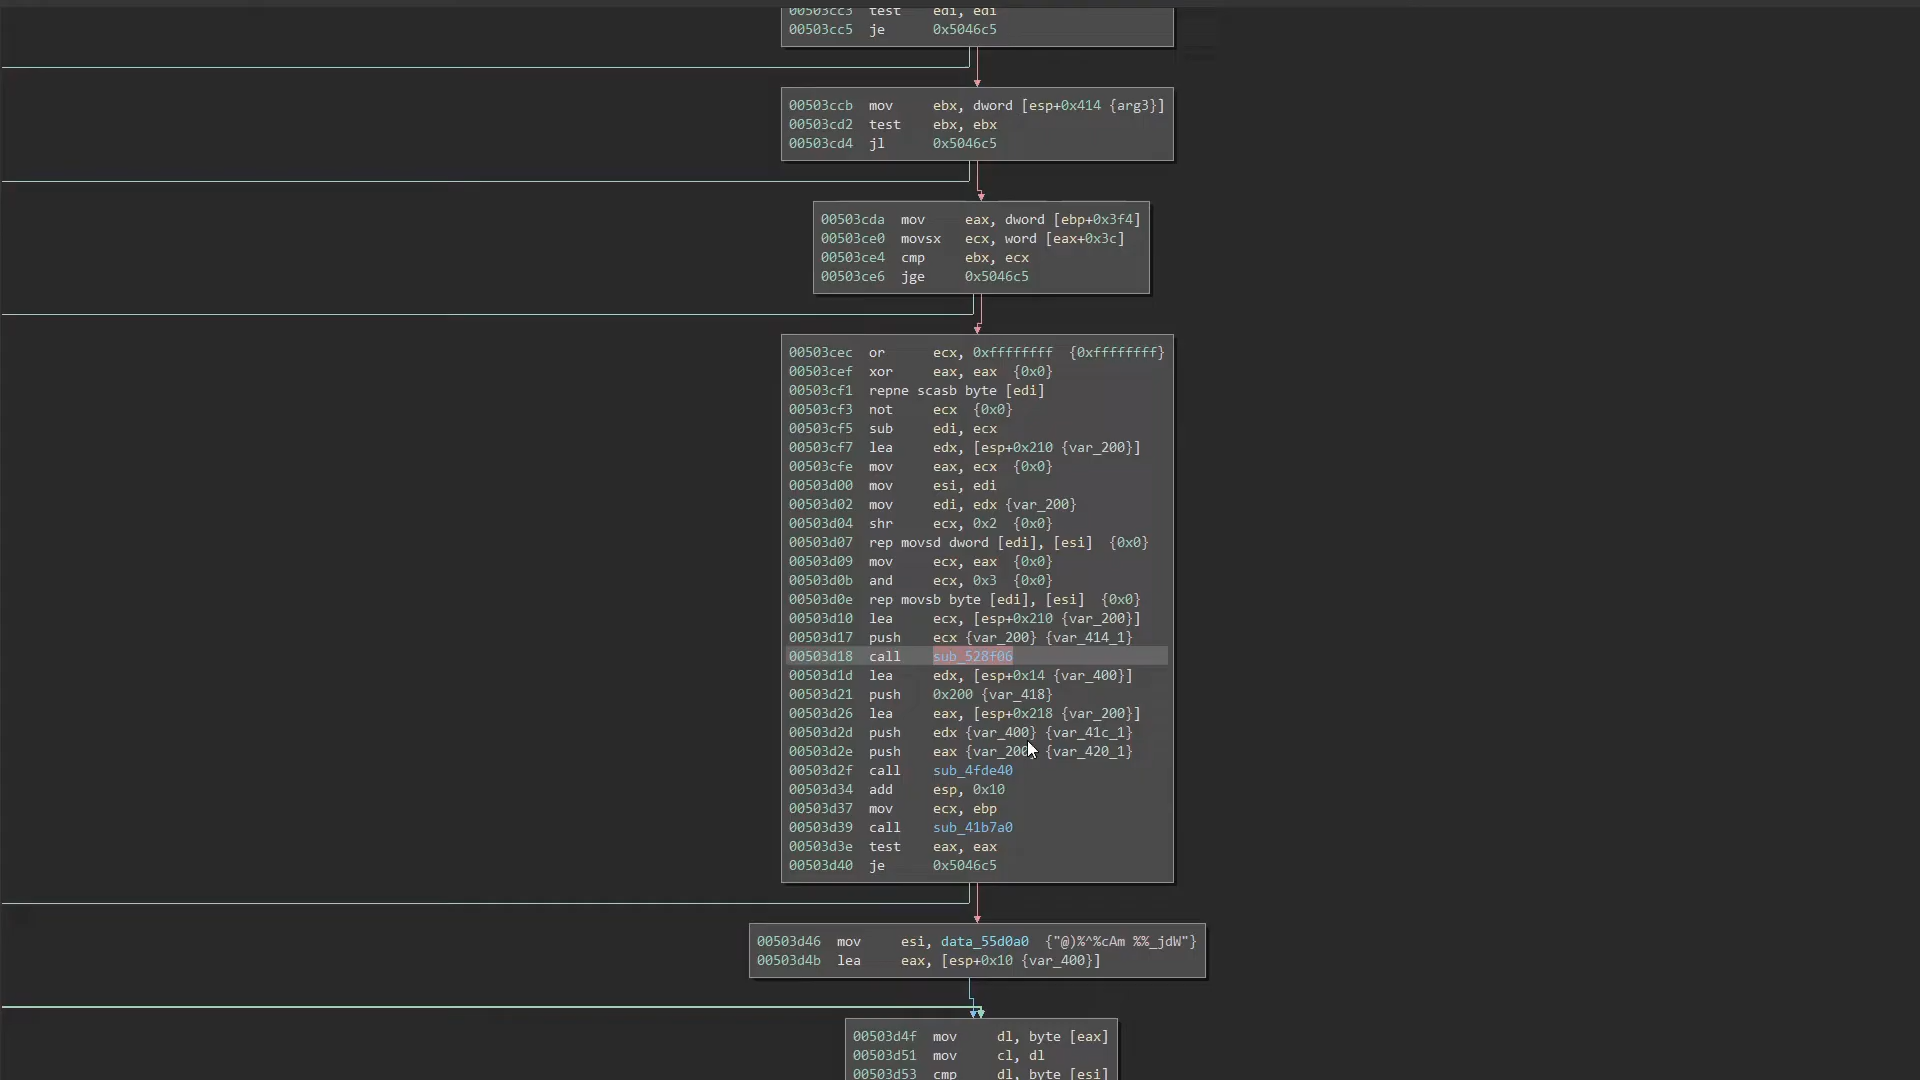 00503cc3 test edi, edi
00503cc5 je 0x5046c5
00503ccb mov ebx, dword [esp+0x414 {arg3}]
00503cd2 test ebx, ebx
00503cd4 jl 0x5046c5
00503cda mov eax, dword [ebp+0x3f4]
00503ce0 movsx ecx, word [eax+0x3c]
00503ce4 cmp ebx, ecx
00503ce6 jge 0x5046c5
00503cec or ecx, 0xffffffff {0xffffffff}
00503cef xor eax, eax {0x0}
00503cf1 repne scasb byte [edi]
00503cf3 not ecx {0x0}
00503cf5 sub edi, ecx
00503cf7 lea edx, [esp+0x210 {var_200}]
00503cfe mov eax, ecx {0x0}
00503d00 mov esi, edi
00503d02 mov edi, edx {var_200}
00503d04 shr ecx, 0x2 {0x0}
00503d07 rep movsd dword [edi], [esi] {0x0}
00503d09 mov ecx, eax {0x0}
00503d0b and ecx, 0x3 {0x0}
00503d0e rep movsb byte [edi], [esi] {0x0}
00503d10 lea ecx, [esp+0x210 {var_200}]
00503d17 push ecx {var_200} {var_414_1}
00503d18 call sub_528f06
00503d1d lea edx, [esp+0x14 {var_400}]
00503d21 push 0x200 {var_418}
00503d26 lea eax, [esp+0x218 {var_200}]
00503d2d push edx {var_400} {var_41c_1}
00503d2e push eax {var_200} {var_420_1}
00503d2f call sub_4fde40
00503d34 add esp, 0x10
00503d37 mov ecx, ebp
00503d39 call sub_41b7a0
00503d3e test eax, eax
00503d40 je 0x5046c5
00503d46 mov esi, data_55d0a0 {"@)%^%cAm %%_jdW"}
00503d4b lea eax, [esp+0x10 {var_400}]
00503d4f mov dl, byte [eax]
00503d51 mov cl, dl
00503d53 cmp dl, byte [esi]